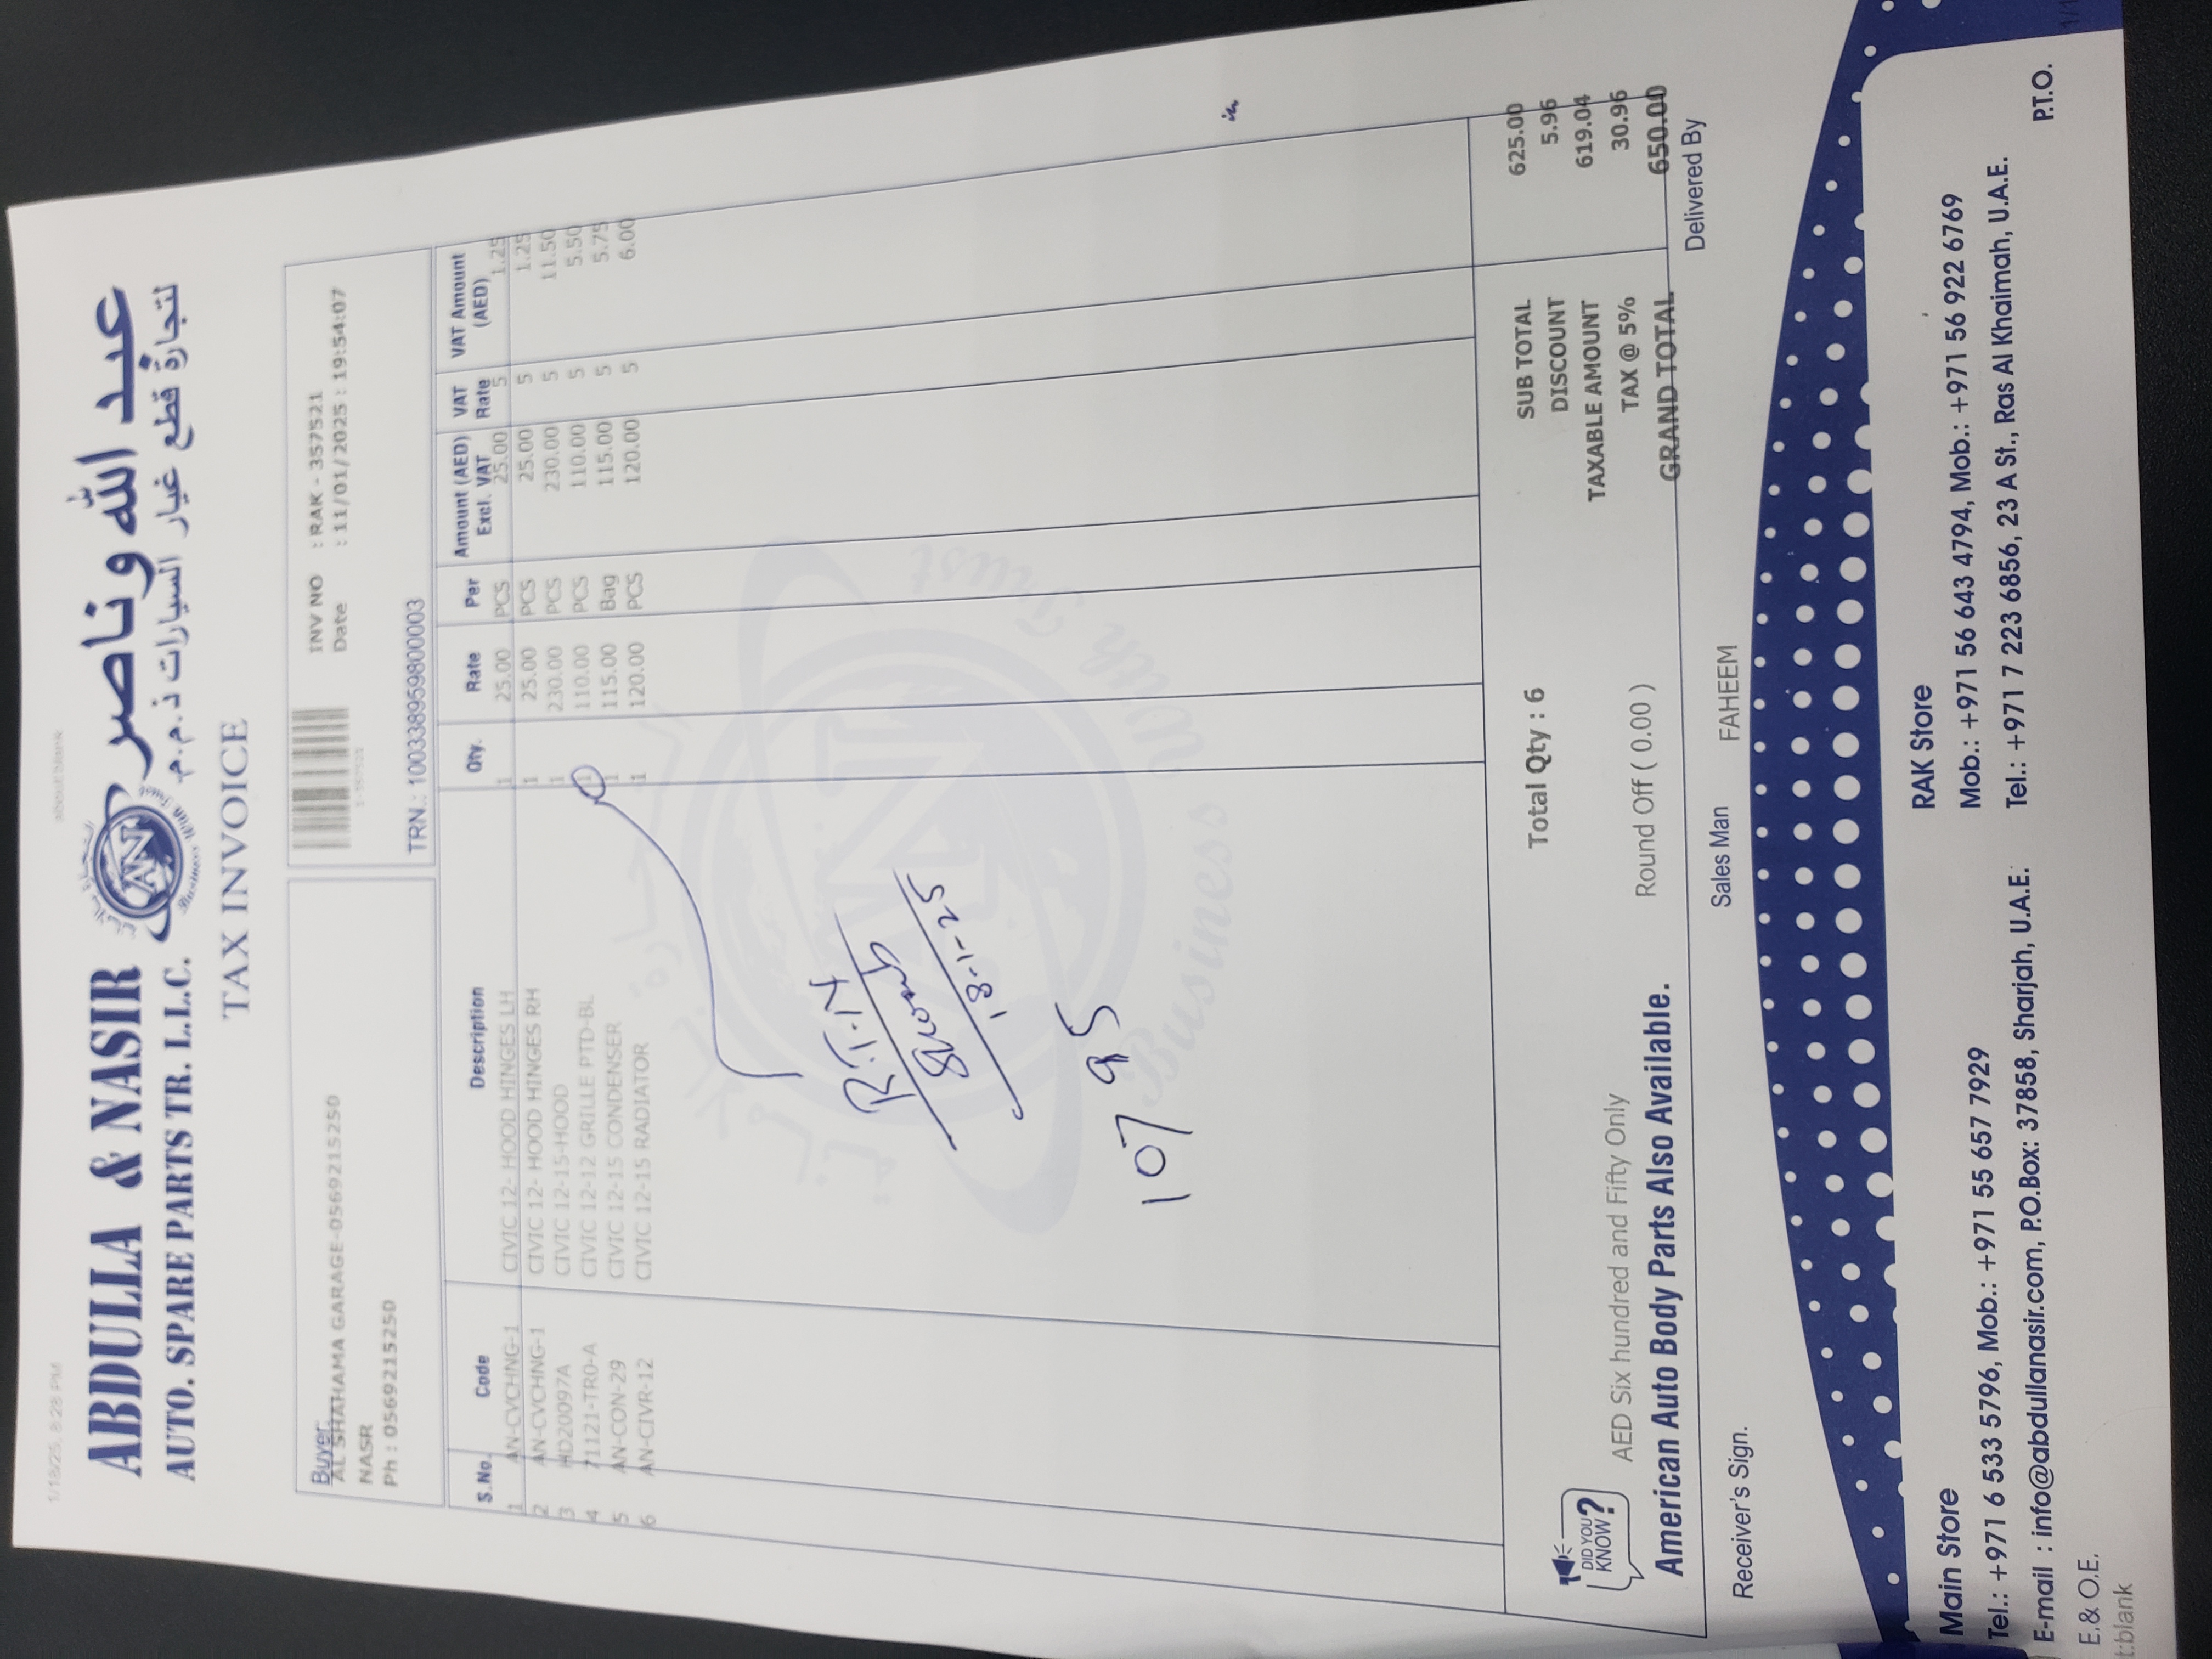 1/18/25, 8:28 PM about:blank
ABDULLA & NASIR عبد الله وناصر
AUTO. SPARE PARTS TR. L.L.C. لتجارة قطع غيار السيارات ذ.م.م.
AN
Business With Trust
TAX INVOICE
Buyer:
AL SHAHAMA GARAGE-0569215250
NASR
Ph : 0569215250
INV NO : RAK - 357521
Date : 11/01/2025 : 19:54:07
TRN.: 100338959800003
S.No. Code Description Qty. Rate Per Amount (AED) Excl. VAT VAT Rate VAT Amount (AED)
1 AN-CVCHNG-1 CIVIC 12- HOOD HINGES LH 1 25.00 PCS 25.00 5 1.25
2 AN-CVCHNG-1 CIVIC 12- HOOD HINGES RH 1 25.00 PCS 25.00 5 1.25
3 HD20097A CIVIC 12-15-HOOD 1 230.00 PCS 230.00 5 11.50
4 71121-TR0-A CIVIC 12-12 GRILLE PTD-BL 1 110.00 PCS 110.00 5 5.50
5 AN-CON-29 CIVIC 12-15 CONDENSER 1 115.00 Bag 115.00 5 5.75
6 AN-CIVR-12 CIVIC 12-15 RADIATOR 1 120.00 PCS 120.00 5 6.00
R.T.N
18-1-25
107 95
Business With Trust
Total Qty : 6
SUB TOTAL 625.00
DISCOUNT 5.96
TAXABLE AMOUNT 619.04
TAX @ 5% 30.96
GRAND TOTAL 650.00
DID YOU KNOW?
AED Six hundred and Fifty Only Round Off ( 0.00 )
American Auto Body Parts Also Available.
Receiver's Sign. Sales Man FAHEEM Delivered By
Main Store
Tel.: +971 6 533 5796, Mob.: +971 55 657 7929
E-mail : info@abdullanasir.com, P.O.Box: 37858, Sharjah, U.A.E.
RAK Store
Mob.: +971 56 643 4794, Mob.: +971 56 922 6769
Tel.: +971 7 223 6856, 23 A St., Ras Al Khaimah, U.A.E.
E.& O.E. P.T.O.
t:blank 1/1